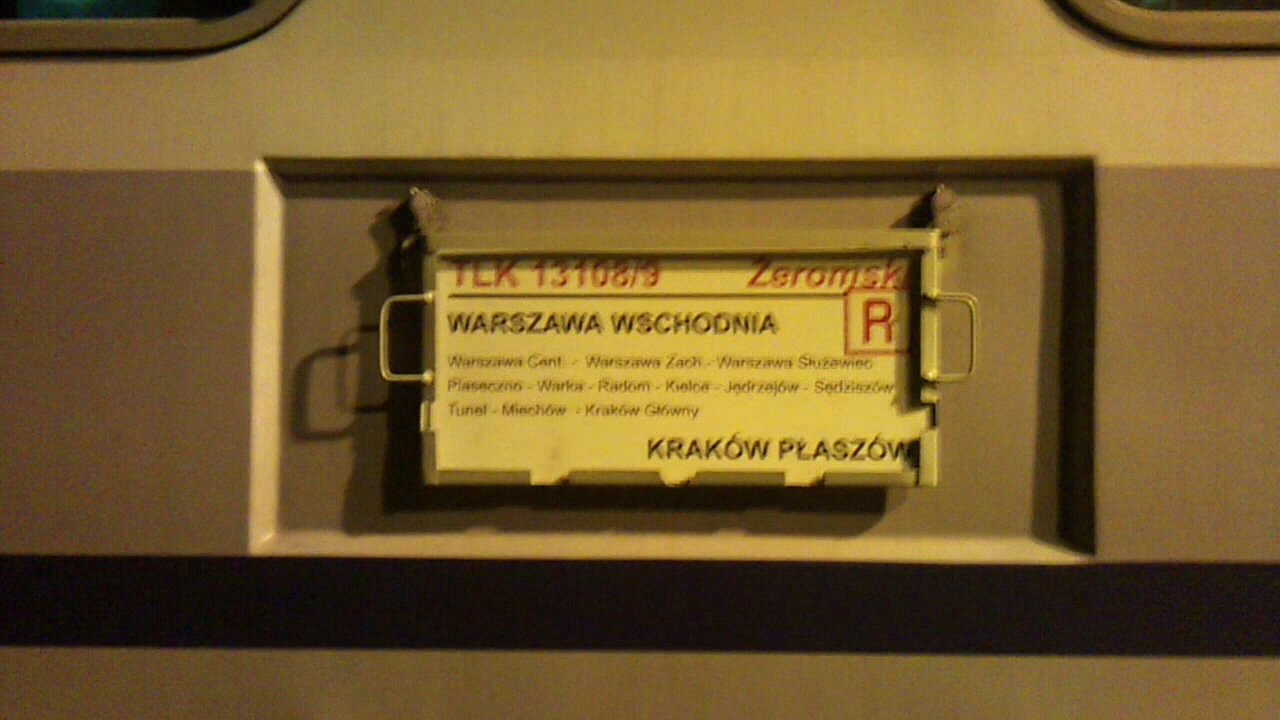 TLK 13108/9 Żeromsk
R
WARSZAWA WSCHODNIA
Warszawa Cent. - Warszawa Zach.- Warszawa Służewiec
Piaseczno - Warka - Radom - Kielce - Jędrzejów - Sędziszów
Tunel - Miechów - Kraków Główny
KRAKÓW PŁASZÓW